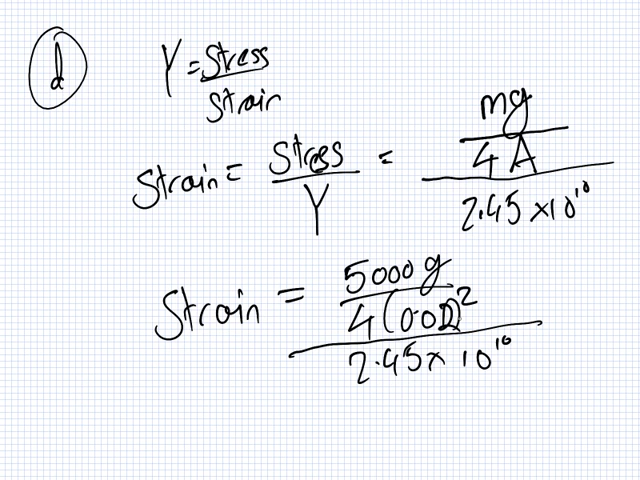 d
Y = Stress / Strain
Strain = Stress / Y = (mg / 4A) / 2.45 × 10^10
Strain = (5000g / 4(0.02)^2) / 2.45 × 10^10